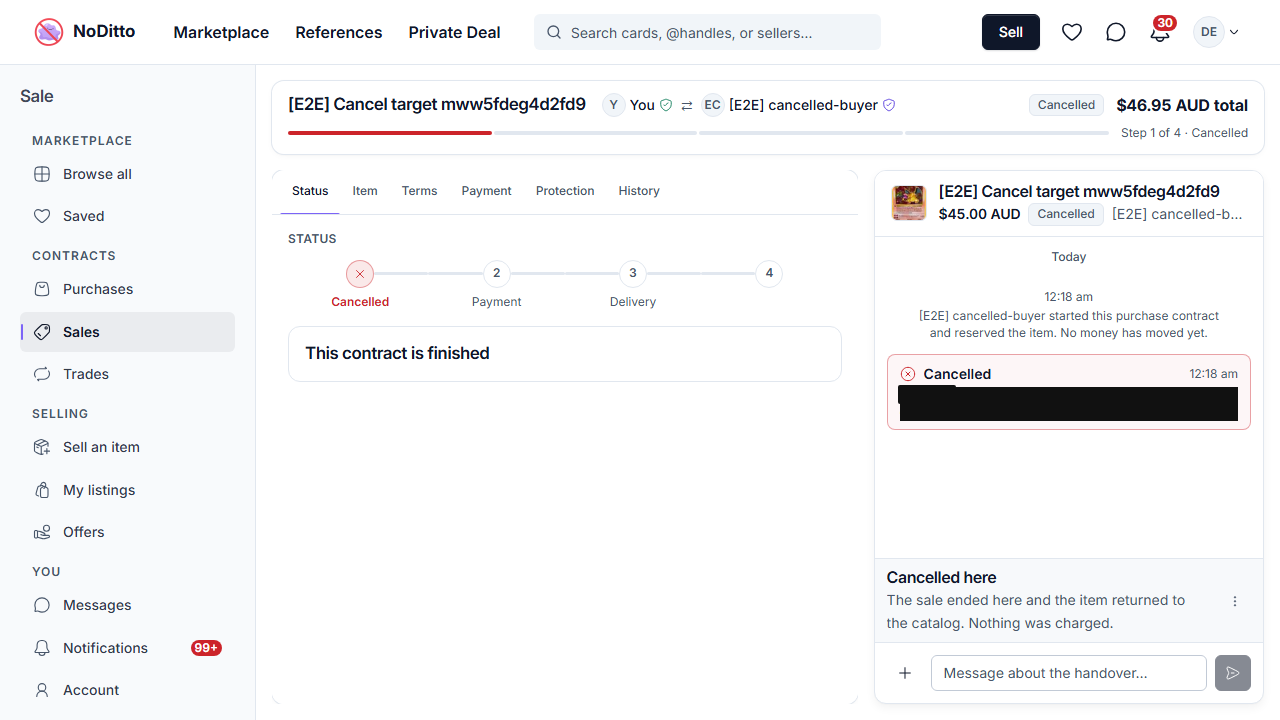 NoDitto
Marketplace References Private Deal
Search cards, @handles, or sellers...
Sell
30
DE
Sale
MARKETPLACE
Browse all
Saved
CONTRACTS
Purchases
Sales
Trades
SELLING
Sell an item
My listings
Offers
YOU
Messages
Notifications 99+
Account
[E2E] Cancel target mww5fdeg4d2fd9 Y You EC [E2E] cancelled-buyer Cancelled $46.95 AUD total
Step 1 of 4 · Cancelled
Status Item Terms Payment Protection History
STATUS
2 3 4
Cancelled Payment Delivery
This contract is finished
[E2E] Cancel target mww5fdeg4d2fd9
$45.00 AUD Cancelled [E2E] cancelled-b...
Today
12:18 am
[E2E] cancelled-buyer started this purchase contract
and reserved the item. No money has moved yet.
Cancelled 12:18 am
Cancelled here
The sale ended here and the item returned to
the catalog. Nothing was charged.
Message about the handover...